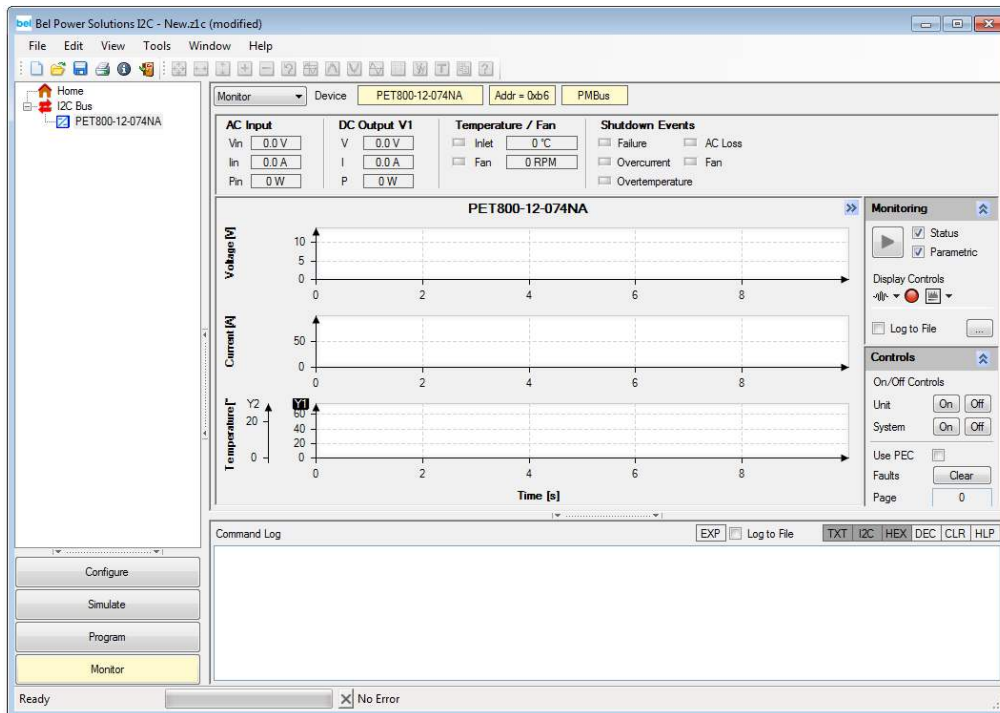 bel Bel Power Solutions I2C - New.z1c (modified)
File Edit View Tools Window Help
Home
I2C Bus
PET800-12-074NA
Monitor Device PET800-12-074NA Addr = 0xb6 PMBus
AC Input DC Output V1 Temperature / Fan Shutdown Events
Vin 0.0 V V 0.0 V Inlet 0 °C Failure AC Loss
Iin 0.0 A I 0.0 A Fan 0 RPM Overcurrent Fan
Pin 0 W P 0 W Overtemperature
PET800-12-074NA
Voltage [V]
10
5
0
0 2 4 6 8
Current [A]
50
0
0 2 4 6 8
Temperature [°
Y2 Y1
20
0
60
40
20
0
0 2 4 6 8
Time [s]
Monitoring
Status
Parametric
Display Controls
Log to File ...
Controls
On/Off Controls
Unit On Off
System On Off
Use PEC
Faults Clear
Page 0
Command Log EXP Log to File TXT I2C HEX DEC CLR HLP
Configure
Simulate
Program
Monitor
Ready No Error